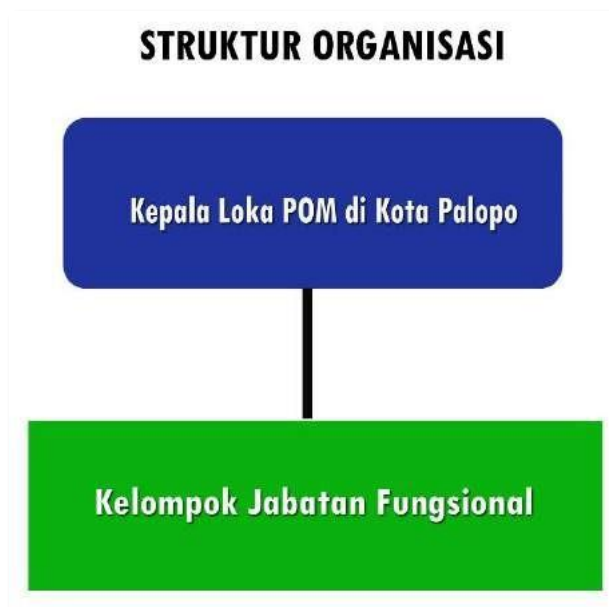 STRUKTUR ORGANISASI
Kepala Loka POM di Kota Palopo
Kelompok Jabatan Fungsional